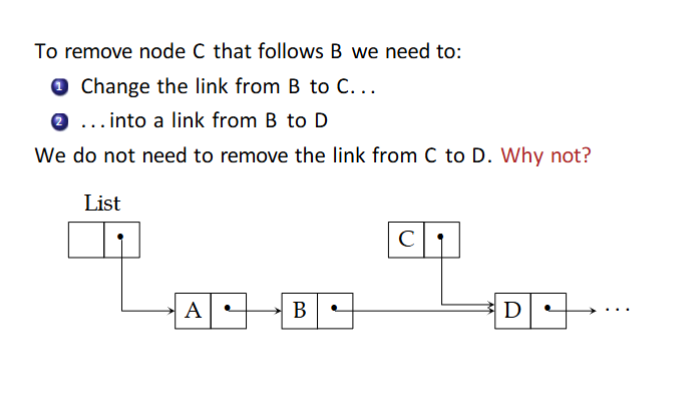 To remove node C that follows B we need to:
1 Change the link from B to C...
2 ...into a link from B to D
We do not need to remove the link from C to D. Why not?
List
C
A B D ...